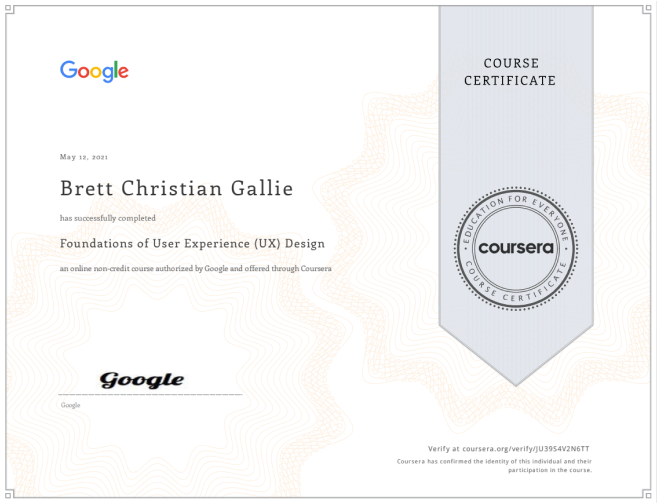 Google
COURSE
CERTIFICATE
May 12, 2021
Brett Christian Gallie
has successfully completed
Foundations of User Experience (UX) Design
an online non-credit course authorized by Google and offered through Coursera
EDUCATION FOR EVERYONE
coursera
COURSE CERTIFICATE
Google
Google
Verify at coursera.org/verify/JU39S4V2N6TT
Coursera has confirmed the identity of this individual and their
participation in the course.